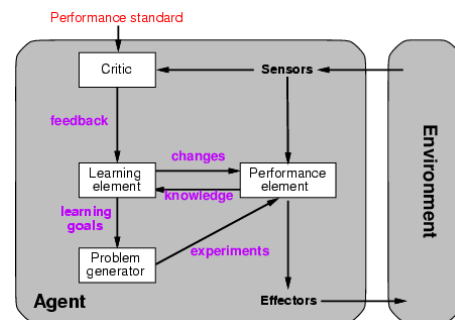 Performance standard
Critic
Sensors
feedback
changes
Learning
element
Performance
element
knowledge
learning
goals
experiments
Problem
generator
Agent
Effectors
Environment